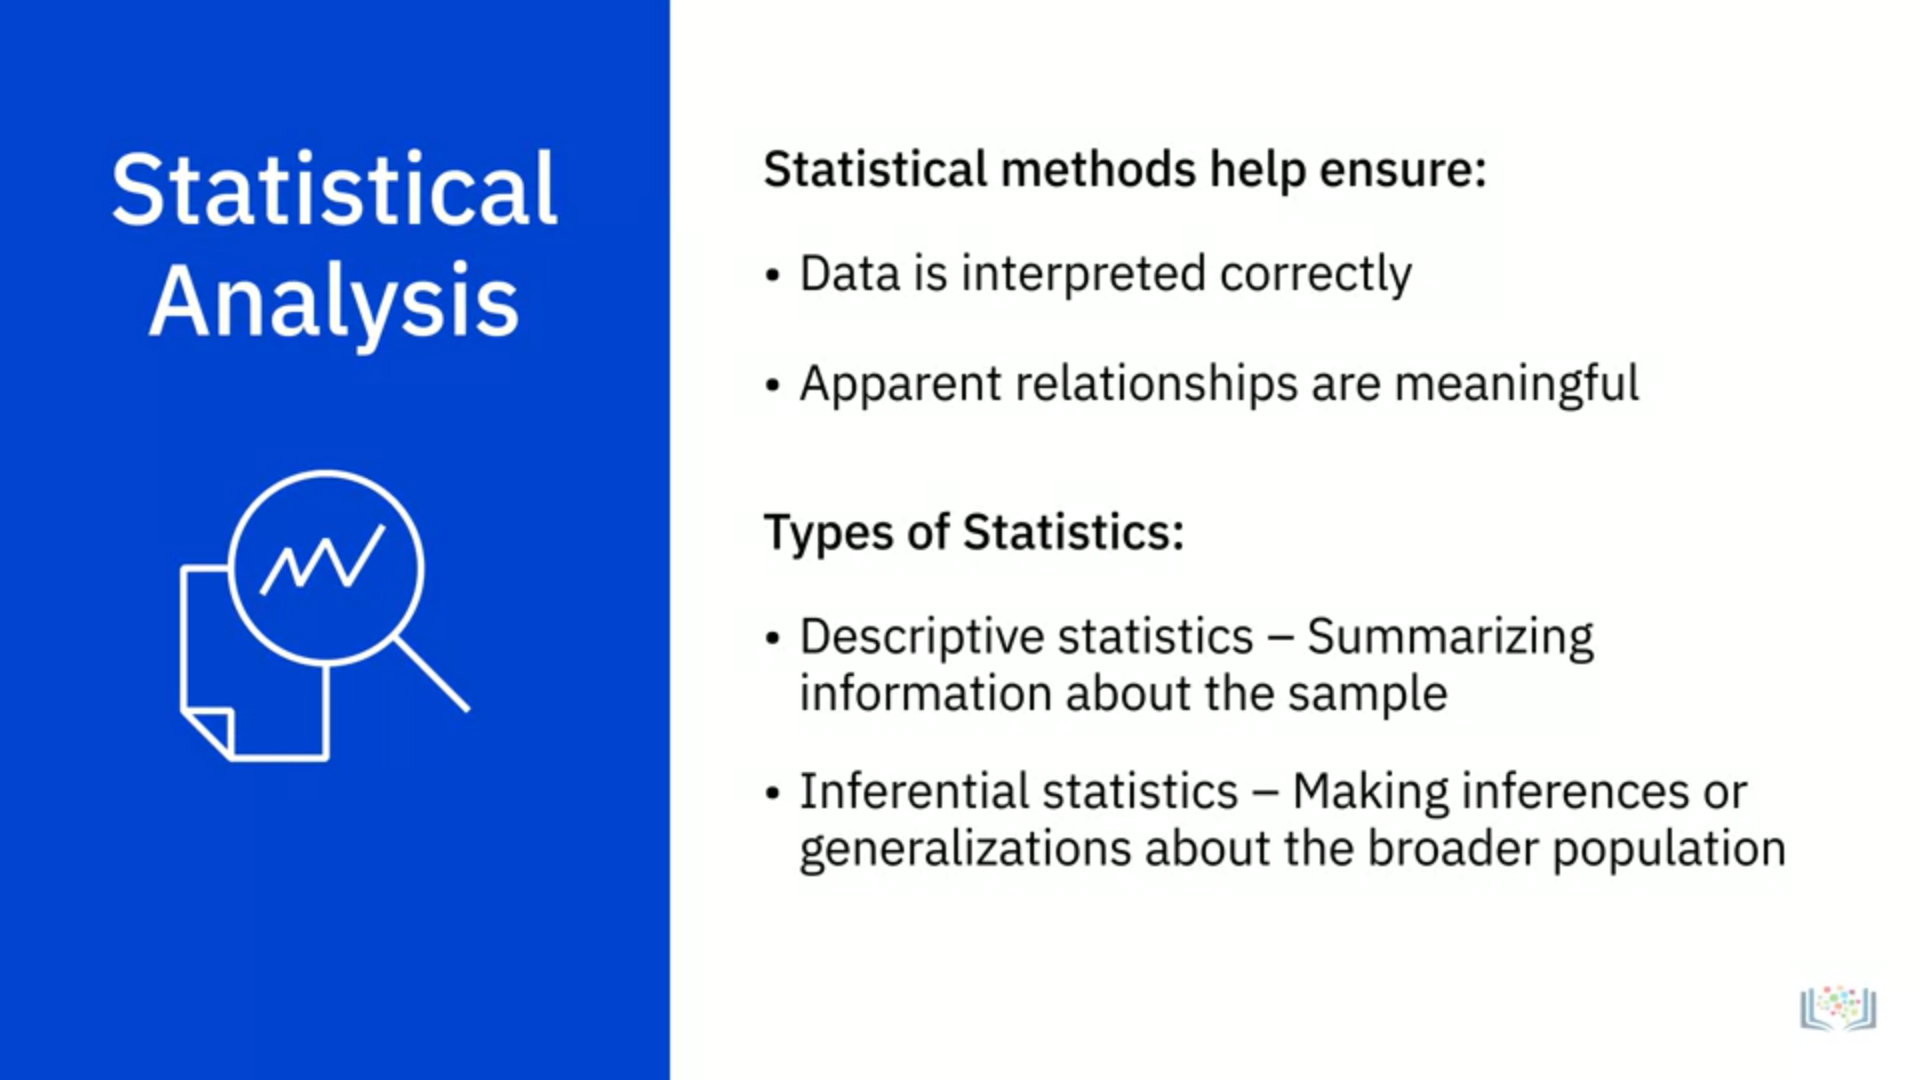 Statistical
Analysis
Statistical methods help ensure:
• Data is interpreted correctly
• Apparent relationships are meaningful
Types of Statistics:
• Descriptive statistics – Summarizing
information about the sample
• Inferential statistics – Making inferences or
generalizations about the broader population